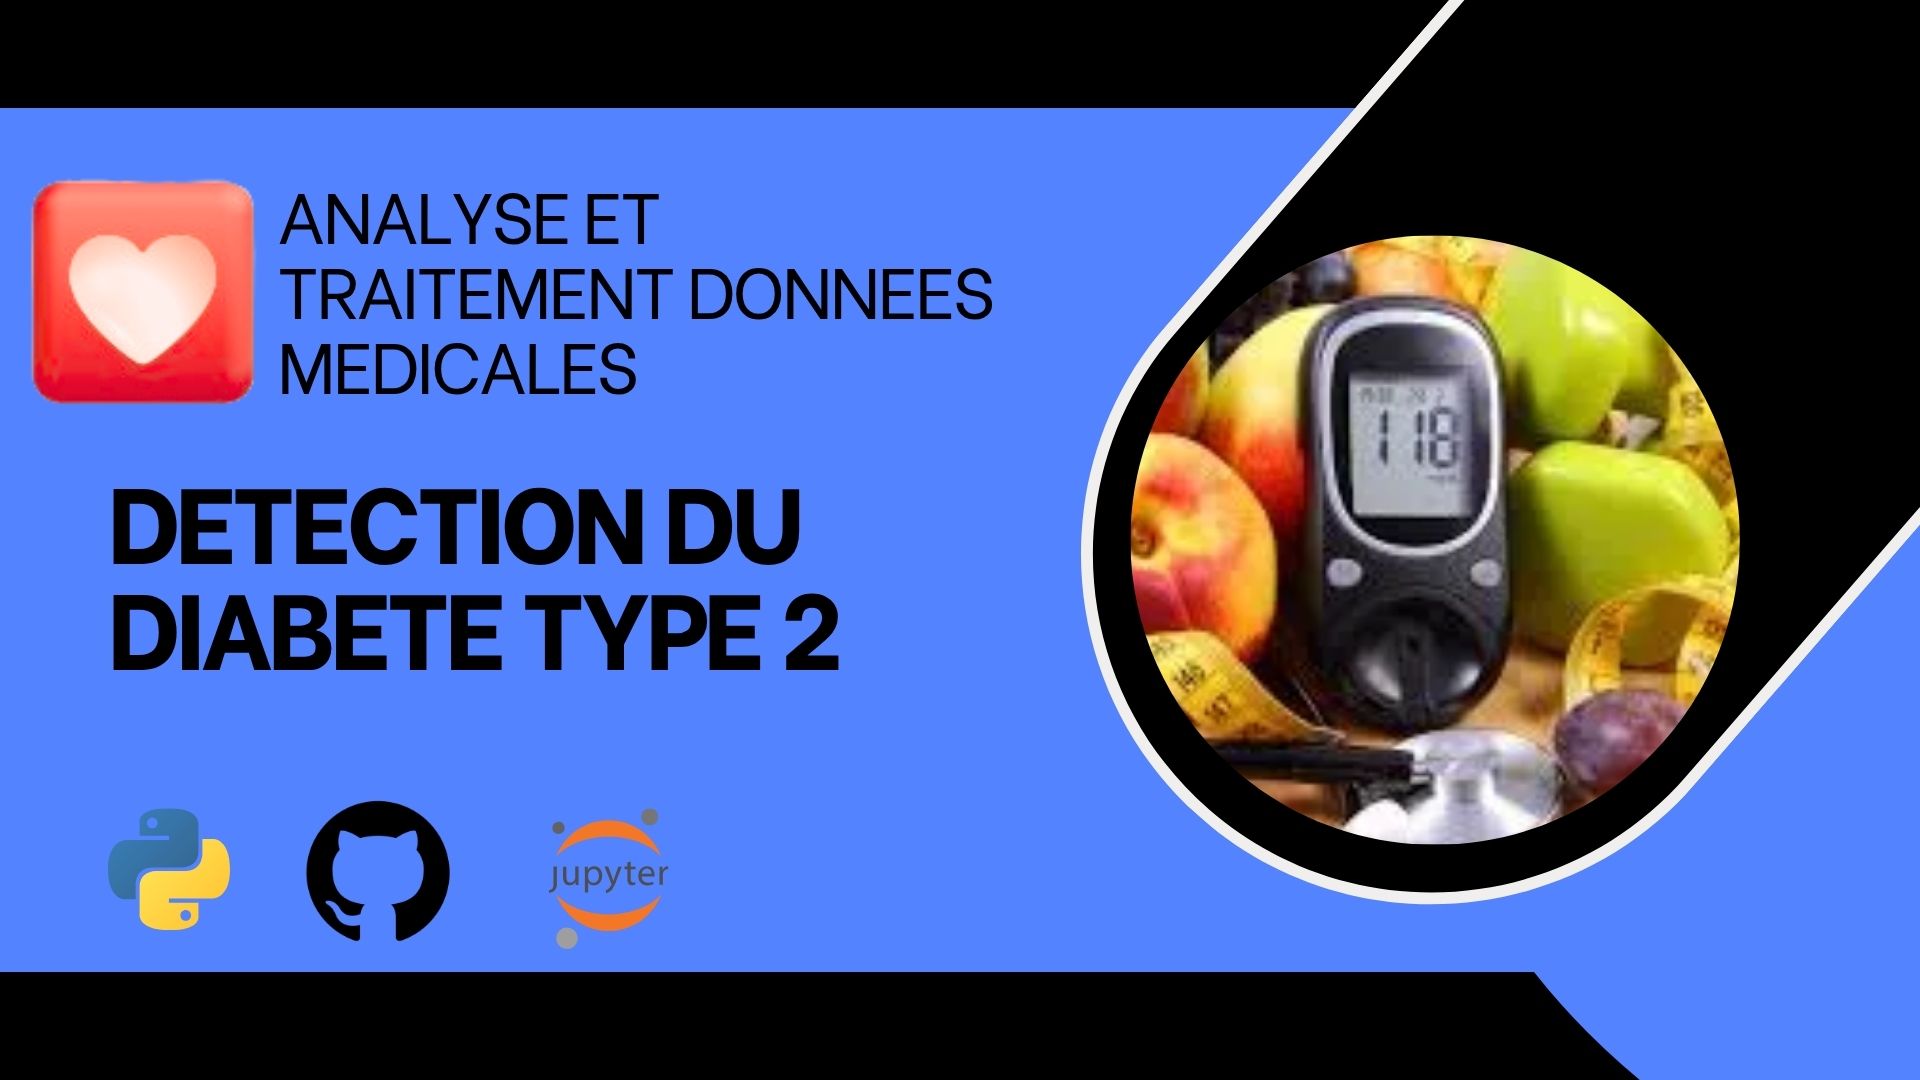 ANALYSE ET
TRAITEMENT DONNEES
MEDICALES
DETECTION DU
DIABETE TYPE 2
jupyter
118